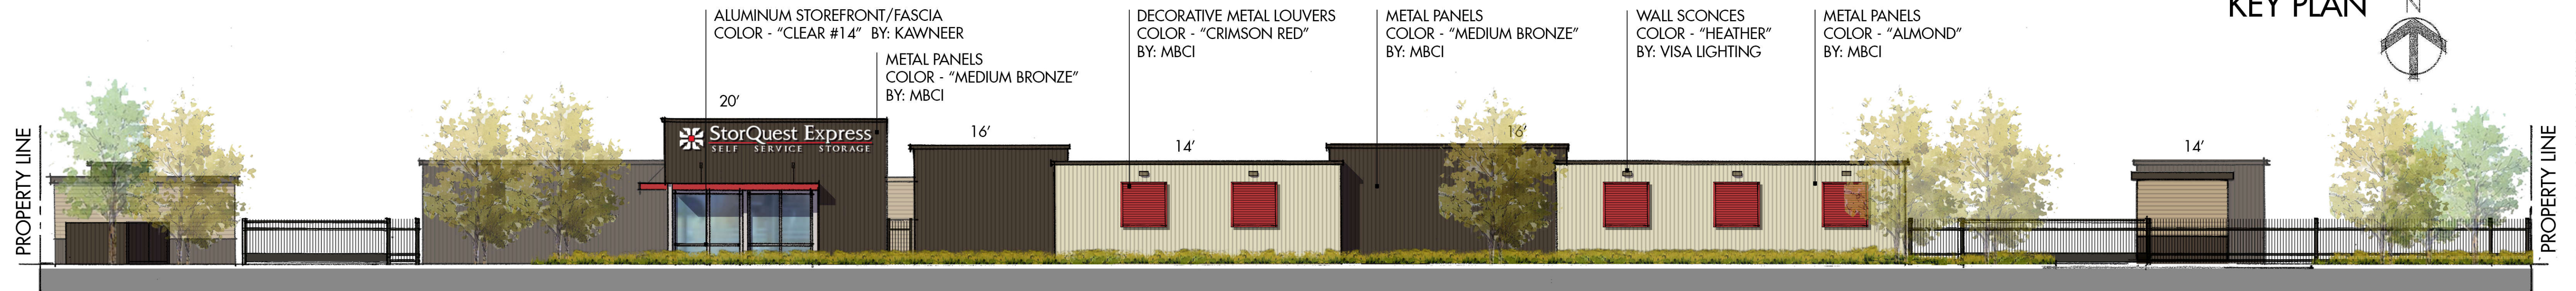 KEY PLAN
N
ALUMINUM STOREFRONT/FASCIA
COLOR - “CLEAR #14” BY: KAWNEER
METAL PANELS
COLOR - “MEDIUM BRONZE”
BY: MBCI
DECORATIVE METAL LOUVERS
COLOR - “CRIMSON RED”
BY: MBCI
METAL PANELS
COLOR - “MEDIUM BRONZE”
BY: MBCI
WALL SCONCES
COLOR - “HEATHER”
BY: VISA LIGHTING
METAL PANELS
COLOR - “ALMOND”
BY: MBCI
20’
16’
14’
16’
14’
StorQuest Express
SELF SERVICE STORAGE
PROPERTY LINE
PROPERTY LINE